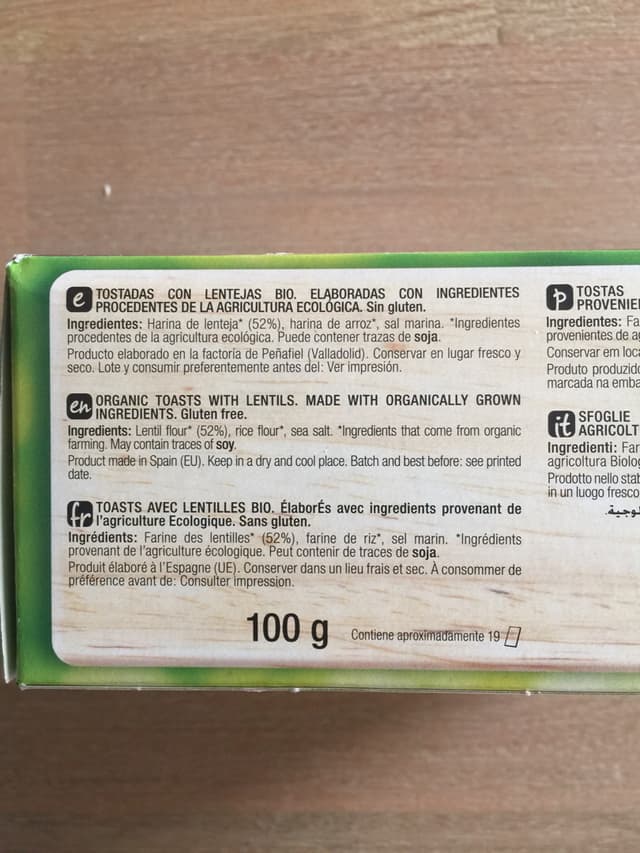 e TOSTADAS CON LENTEJAS BIO. ELABORADAS CON INGREDIENTES
PROCEDENTES DE LA AGRICULTURA ECOLÓGICA. Sin gluten.
Ingredientes: Harina de lenteja* (52%), harina de arroz*, sal marina. *Ingredientes
procedentes de la agricultura ecológica. Puede contener trazas de soja.
Producto elaborado en la factoría de Peñafiel (Valladolid). Conservar en lugar fresco y
seco. Lote y consumir preferentemente antes del: Ver impresión.
en ORGANIC TOASTS WITH LENTILS. MADE WITH ORGANICALLY GROWN
INGREDIENTS. Gluten free.
Ingredients: Lentil flour* (52%), rice flour*, sea salt. *Ingredients that come from organic
farming. May contain traces of soy.
Product made in Spain (EU). Keep in a dry and cool place. Batch and best before: see printed
date.
fr TOASTS AVEC LENTILLES BIO. ÉlaborÉs avec ingredients provenant de
l'agriculture Ecologique. Sans gluten.
Ingrédients: Farine des lentilles* (52%), farine de riz*, sel marin. *Ingrédients
provenant de l'agriculture écologique. Peut contenir de traces de soja.
Produit élaboré à l'Espagne (UE). Conserver dans un lieu frais et sec. À consommer de
préférence avant de: Consulter impression.
100 g Contiene aproximadamente 19
p TOSTAS
PROVENIE
Ingredientes: Fa
provenientes de ag
Conservar em loca
Produto produzido
marcada na emba
it SFOGLIE
AGRICOLT
Ingredienti: Far
agricoltura Biolog
Prodotto nello stab
in un luogo fresco